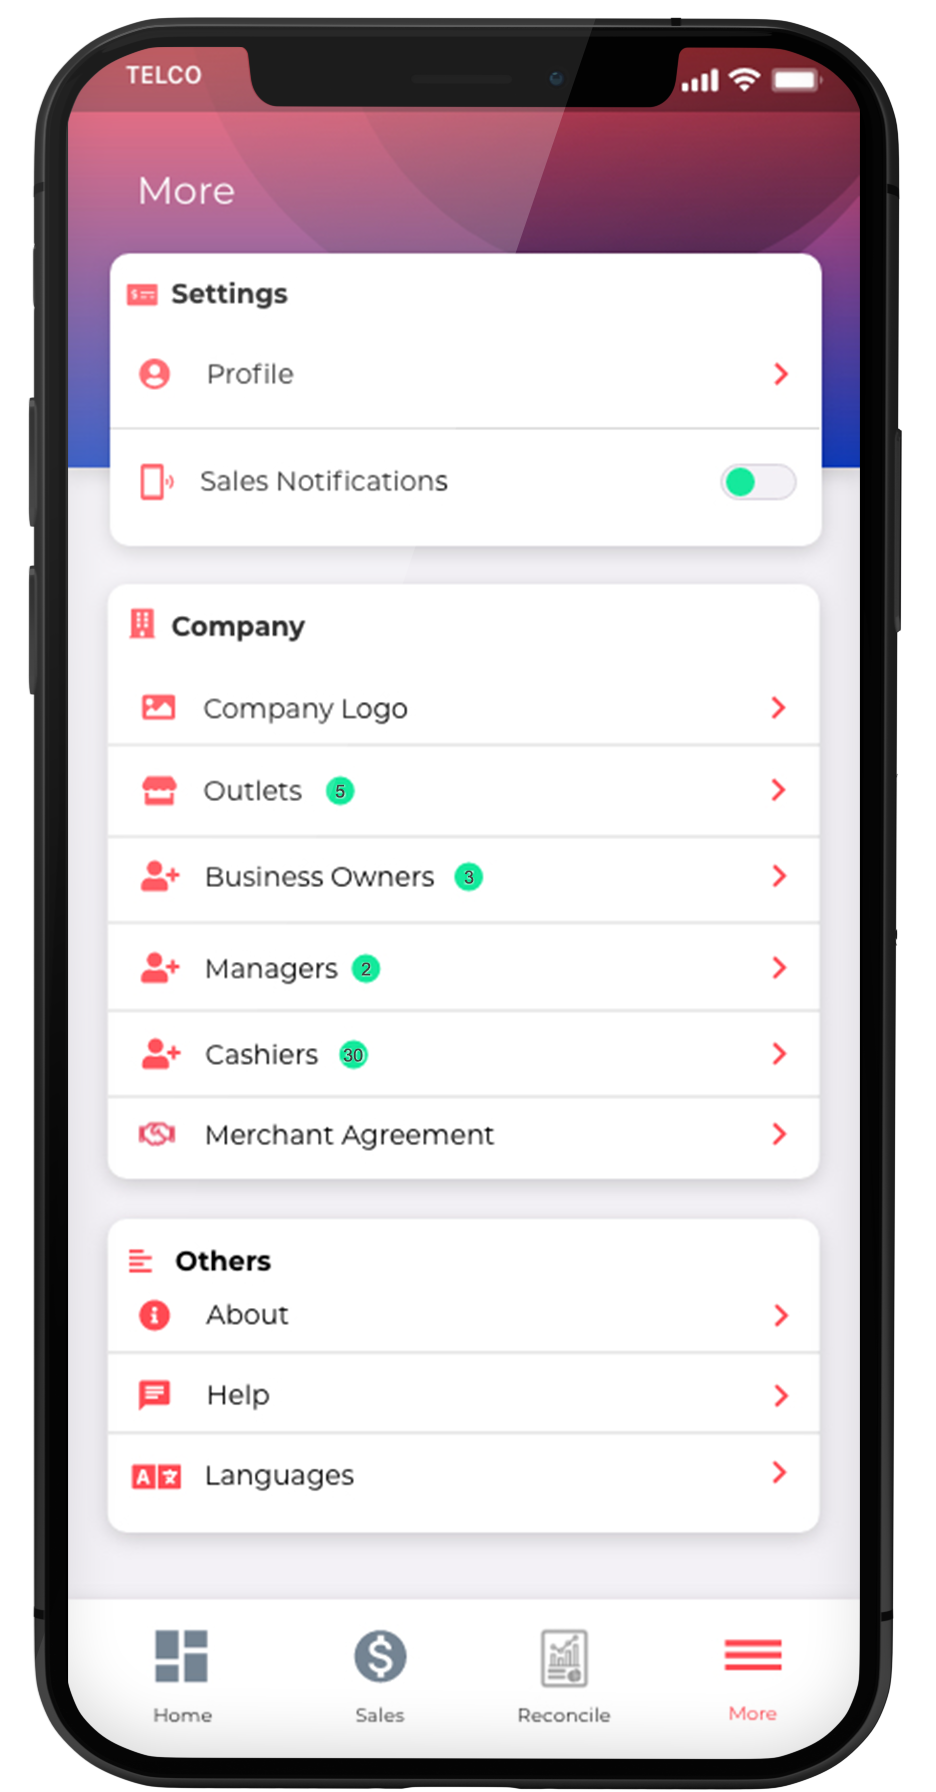 TELCO
More
Settings
Profile
Sales Notifications
Company
Company Logo
Outlets 5
Business Owners 3
Managers 2
Cashiers 30
Merchant Agreement
Others
About
Help
Languages
Home Sales Reconcile More